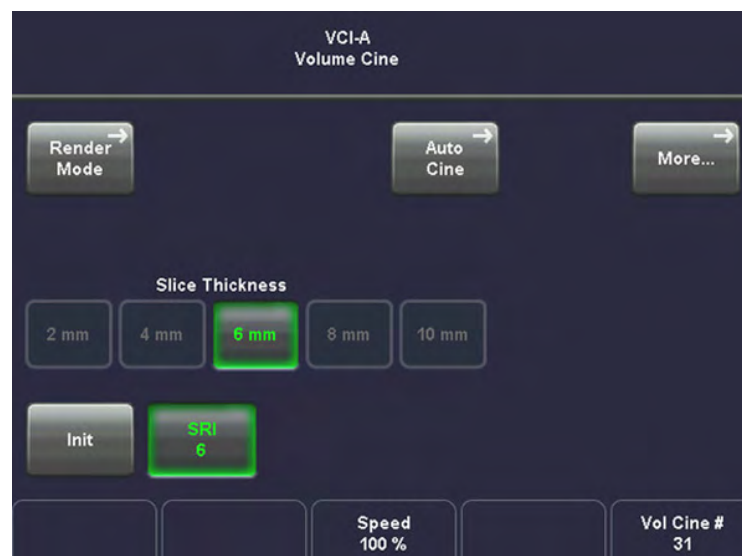 VCI-A
Volume Cine
Render
Mode
Auto
Cine
More...
Slice Thickness
2 mm
4 mm
6 mm
8 mm
10 mm
Init
SRI
6
Speed
100 %
Vol Cine #
31